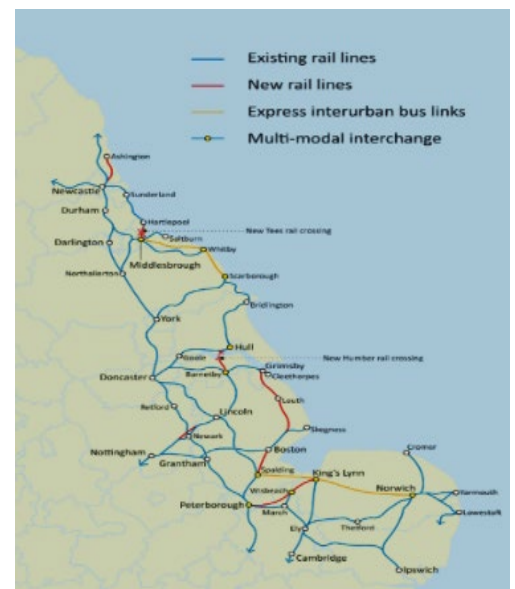 Existing rail lines
New rail lines
Express interurban bus links
Multi-modal interchange
Ashington
Newcastle
Sunderland
Durham
Hartlepool
New Tees rail crossing
Saltburn
Darlington
Whitby
Middlesbrough
Northallerton
Scarborough
Bridlington
York
Hull
Goole
New Humber rail crossing
Grimsby
Barnetby
Cleethorpes
Doncaster
Louth
Retford
Lincoln
Skegness
Newark
Boston
Nottingham
Grantham
Cromer
Spalding
King's Lynn
Wisbeach
Norwich
Yarmouth
Peterborough
March
Lowestoft
Ely
Thetford
Cambridge
Ipswich